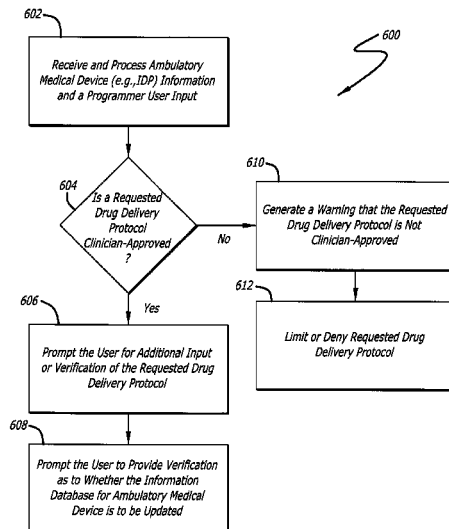 602
600
Receive and Process Ambulatory
Medical Device (e.g.,IDP) Information
and a Programmer User Input
604
Is a Requested
Drug Delivery
Protocol
Clinician-Approved
?
No
610
Generate a Warning that the Requested
Drug Delivery Protocol is Not
Clinician-Approved
Yes
606
Prompt the User for Additional Input
or Verification of the Requested Drug
Delivery Protocol
612
Limit or Deny Requested Drug
Delivery Protocol
608
Prompt the User to Provide Verification
as to Whether the Information
Database for Ambulatory Medical
Device is to be Updated